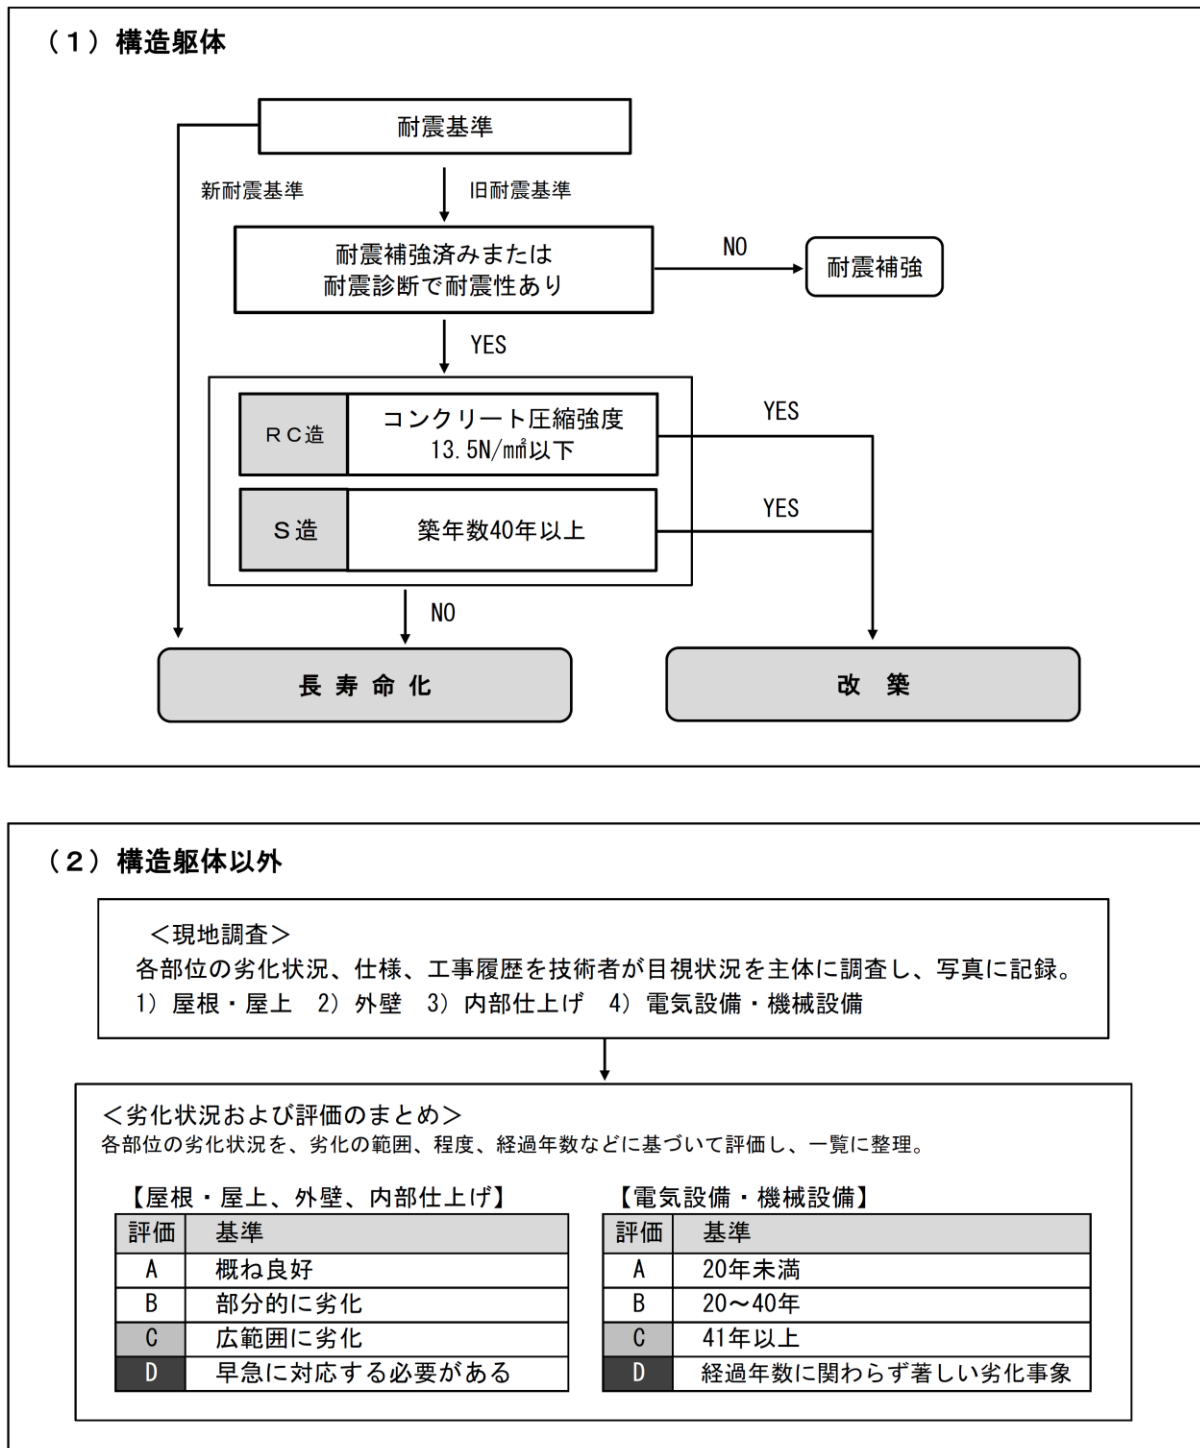 （１）構造躯体
耐震基準
新耐震基準
旧耐震基準
耐震補強済みまたは
耐震診断で耐震性あり
NO
耐震補強
YES
ＲＣ造
コンクリート圧縮強度
13.5N/㎟以下
YES
Ｓ造
築年数40年以上
YES
NO
長寿命化
改築
（２）構造躯体以外
＜現地調査＞
各部位の劣化状況、仕様、工事履歴を技術者が目視状況を主体に調査し、写真に記録。
1）屋根・屋上　2）外壁　3）内部仕上げ　4）電気設備・機械設備
＜劣化状況および評価のまとめ＞
各部位の劣化状況を、劣化の範囲、程度、経過年数などに基づいて評価し、一覧に整理。
【屋根・屋上、外壁、内部仕上げ】
評価 基準
A 概ね良好
B 部分的に劣化
C 広範囲に劣化
D 早急に対応する必要がある
【電気設備・機械設備】
評価 基準
A 20年未満
B 20～40年
C 41年以上
D 経過年数に関わらず著しい劣化事象